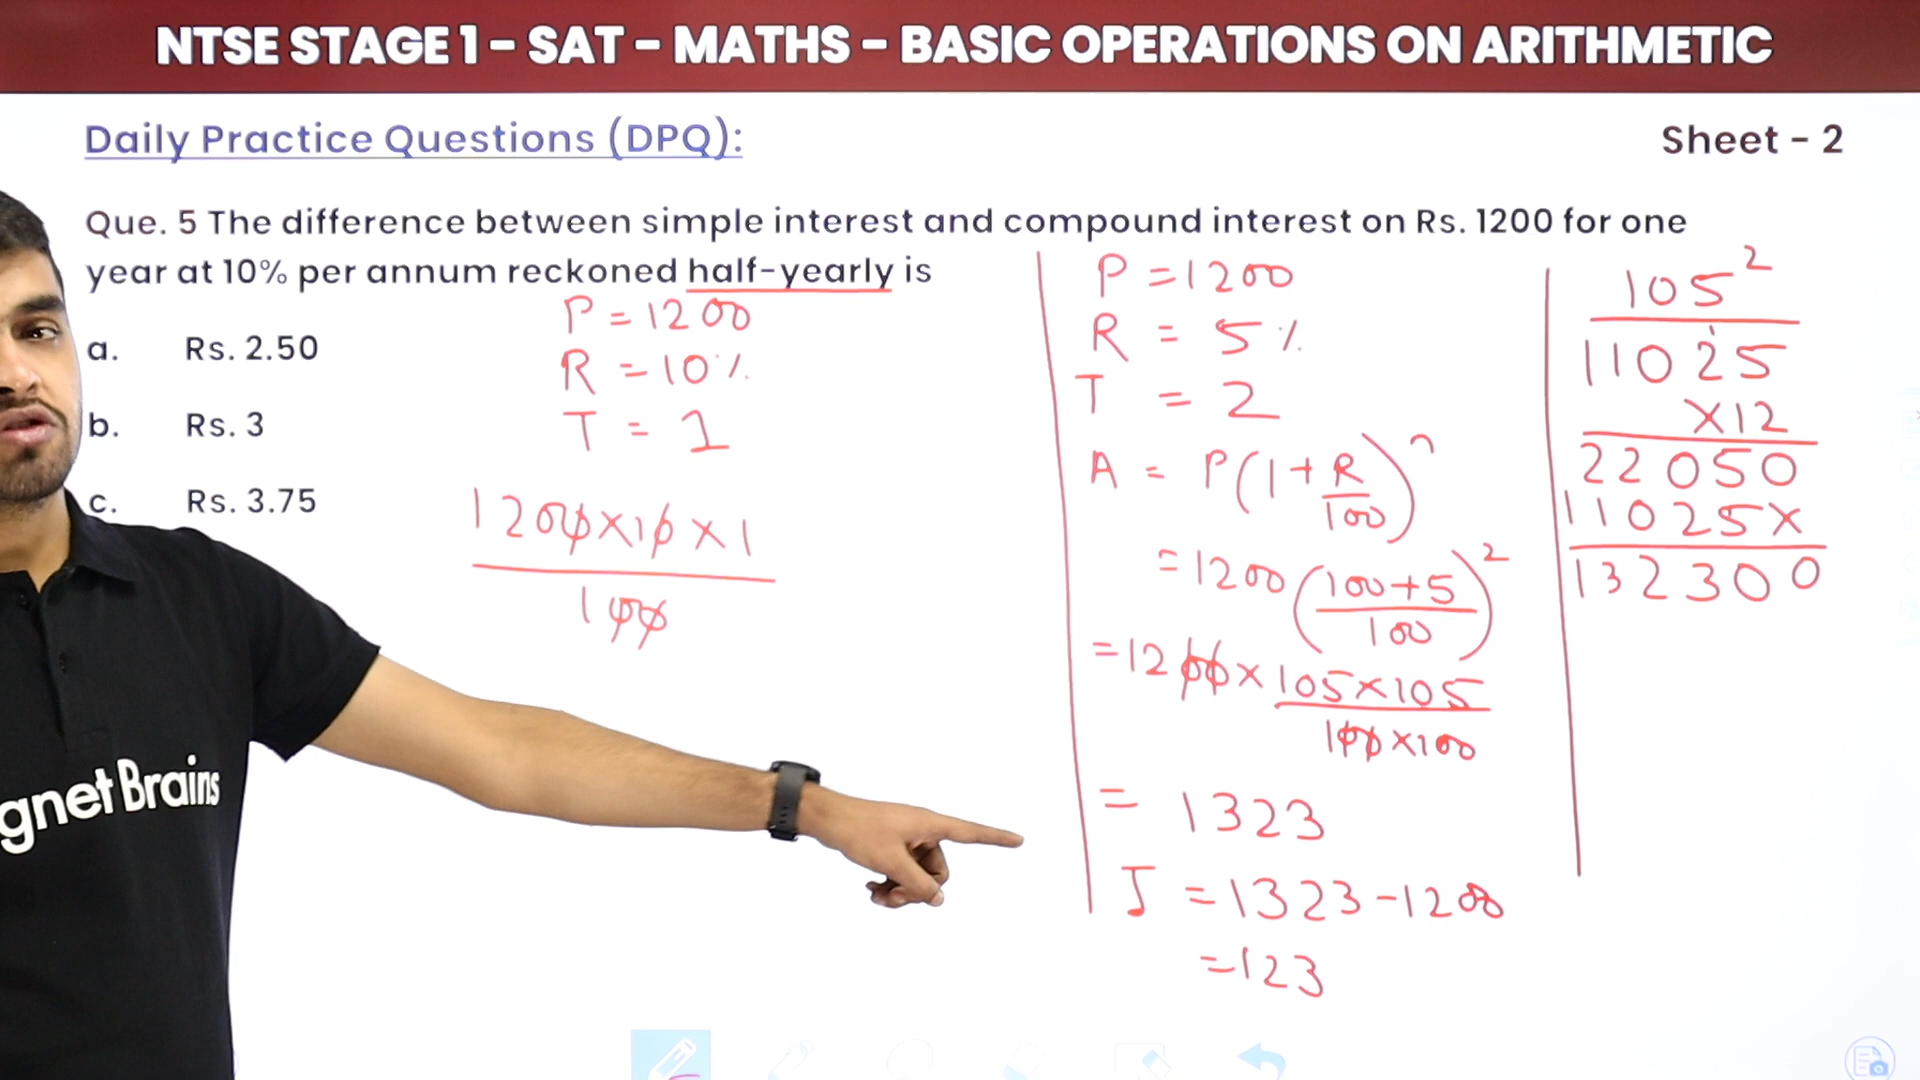 NTSE STAGE 1 – SAT – MATHS – BASIC OPERATIONS ON ARITHMETIC
Daily Practice Questions (DPQ):
Sheet - 2
Que. 5 The difference between simple interest and compound interest on Rs. 1200 for one
year at 10% per annum reckoned half-yearly is
a. Rs. 2.50
b. Rs. 3
c. Rs. 3.75
P = 1200
R = 10%
T = 1
1200×10×1
100
P = 1200
R = 5%
T = 2
A = P(1+R/100)^n
= 1200(100+5/100)^2
= 1200×105×105
100×100
= 1323
I = 1323-1200
= 123
105^2
1
11025
×12
22050
11025×
132300
gnet Brains